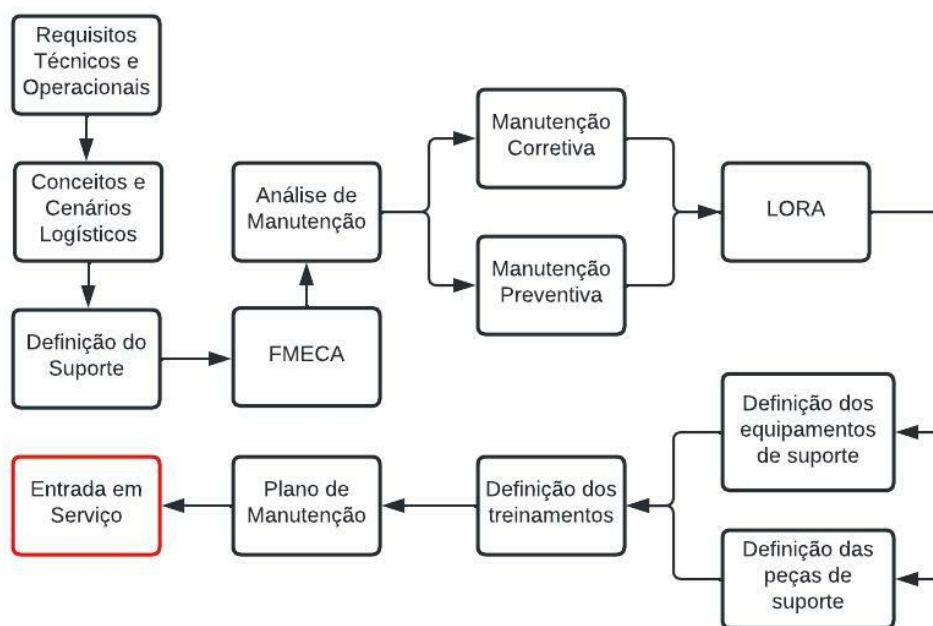 Requisitos
Técnicos e
Operacionais
Conceitos e
Cenários
Logísticos
Definição do
Suporte
FMECA
Análise de
Manutenção
Manutenção
Corretiva
Manutenção
Preventiva
LORA
Definição dos
equipamentos
de suporte
Definição das
peças de
suporte
Definição dos
treinamentos
Plano de
Manutenção
Entrada em
Serviço